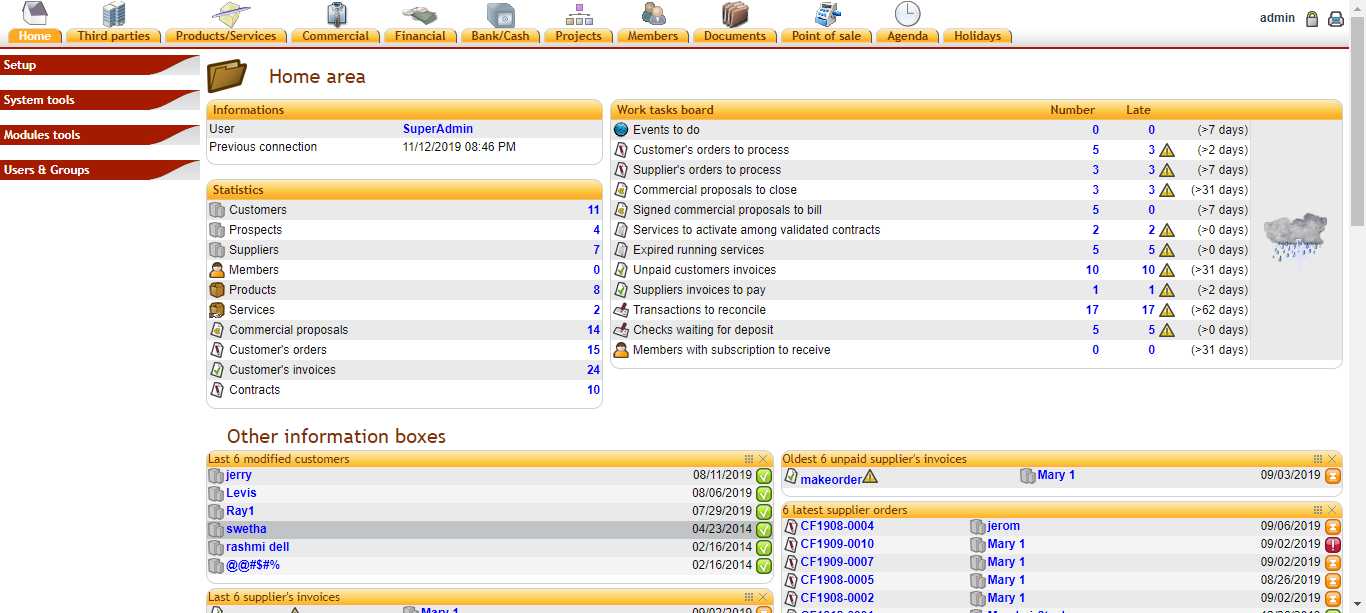 admin
Home Third parties Products/Services Commercial Financial Bank/Cash Projects Members Documents Point of sale Agenda Holidays
Setup
System tools
Modules tools
Users & Groups
Home area
Informations
User SuperAdmin
Previous connection 11/12/2019 08:46 PM
Statistics
Customers 11
Prospects 4
Suppliers 7
Members 0
Products 8
Services 2
Commercial proposals 14
Customer's orders 15
Customer's invoices 24
Contracts 10
Work tasks board Number Late
Events to do 0 0 (>7 days)
Customer's orders to process 5 3 (>2 days)
Supplier's orders to process 3 3 (>7 days)
Commercial proposals to close 3 3 (>31 days)
Signed commercial proposals to bill 5 0 (>7 days)
Services to activate among validated contracts 2 2 (>0 days)
Expired running services 5 5 (>0 days)
Unpaid customers invoices 10 10 (>31 days)
Suppliers invoices to pay 1 1 (>2 days)
Transactions to reconcile 17 17 (>62 days)
Checks waiting for deposit 5 5 (>0 days)
Members with subscription to receive 0 0 (>31 days)
Other information boxes
Last 6 modified customers
jerry 08/11/2019
Levis 08/06/2019
Ray1 07/29/2019
swetha 04/23/2014
rashmi dell 02/16/2014
@@#$#% 02/16/2014
Last 6 supplier's invoices
Mary 1 09/02/2019
Oldest 6 unpaid supplier's invoices
makeorder Mary 1 09/03/2019
6 latest supplier orders
CF1908-0004 jerom 09/06/2019
CF1909-0010 Mary 1 09/02/2019
CF1909-0007 Mary 1 09/02/2019
CF1908-0005 Mary 1 08/26/2019
CF1908-0002 Mary 1 09/02/2019